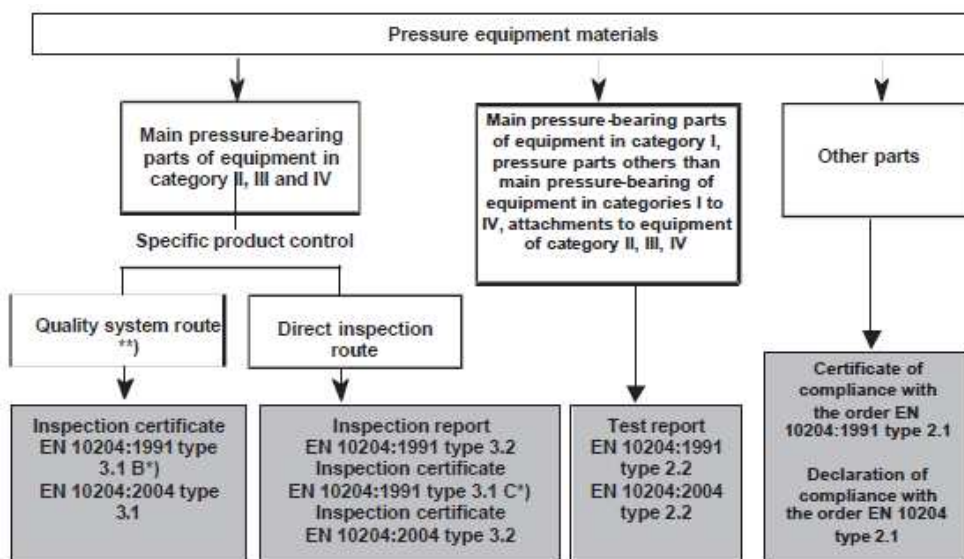 Pressure equipment materials
Main pressure-bearing
parts of equipment in
category II, III and IV
Main pressure-bearing parts
of equipment in category I,
pressure parts others than
main pressure-bearing of
equipment in categories I to
IV, attachments to equipment
of category II, III, IV
Other parts
Specific product control
Quality system route
**)
Direct inspection
route
Inspection certificate
EN 10204:1991 type
3.1 B*)
EN 10204:2004 type
3.1
Inspection report
EN 10204:1991 type 3.2
Inspection certificate
EN 10204:1991 type 3.1 C*)
Inspection certificate
EN 10204:2004 type 3.2
Test report
EN 10204:1991
type 2.2
EN 10204:2004
type 2.2
Certificate of
compliance with
the order EN
10204:1991 type 2.1
Declaration of
compliance with
the order EN 10204
type 2.1